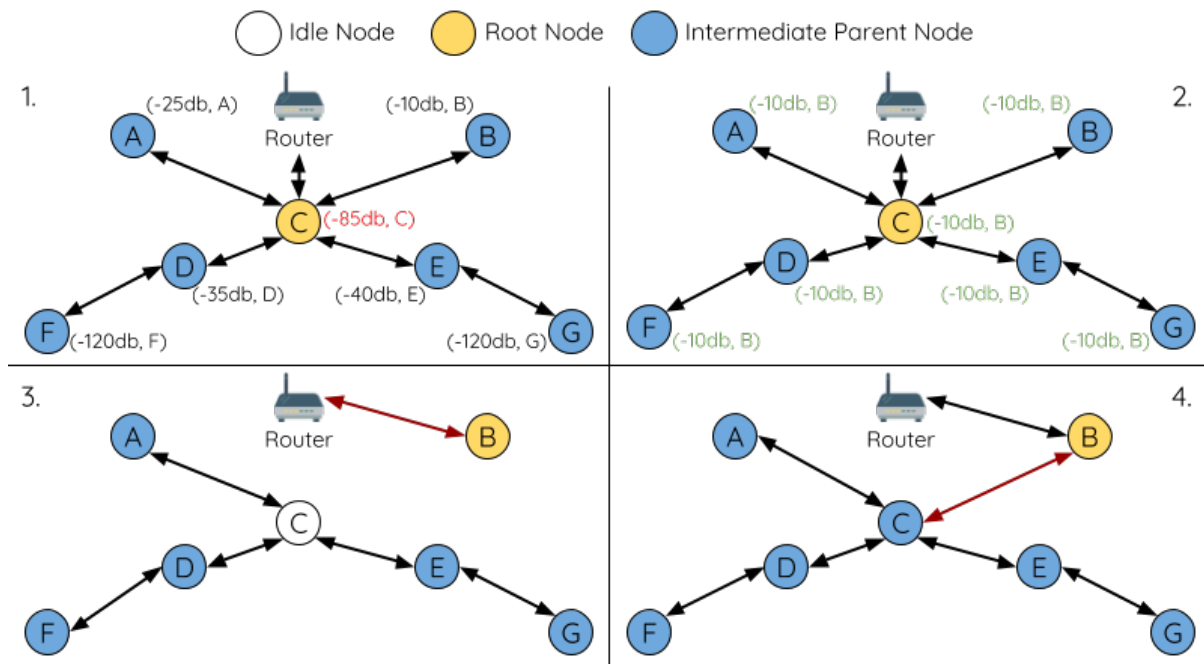 Idle Node
Root Node
Intermediate Parent Node
1.
(-25db, A)
(-10db, B)
A
Router
B
C
(-85db, C)
D
E
(-35db, D)
(-40db, E)
F
(-120db, F)
(-120db, G)
G
2.
(-10db, B)
(-10db, B)
A
Router
B
C
(-10db, B)
D
E
(-10db, B)
(-10db, B)
F
(-10db, B)
(-10db, B)
G
3.
A
Router
B
C
D
E
F
G
4.
A
Router
B
C
D
E
F
G